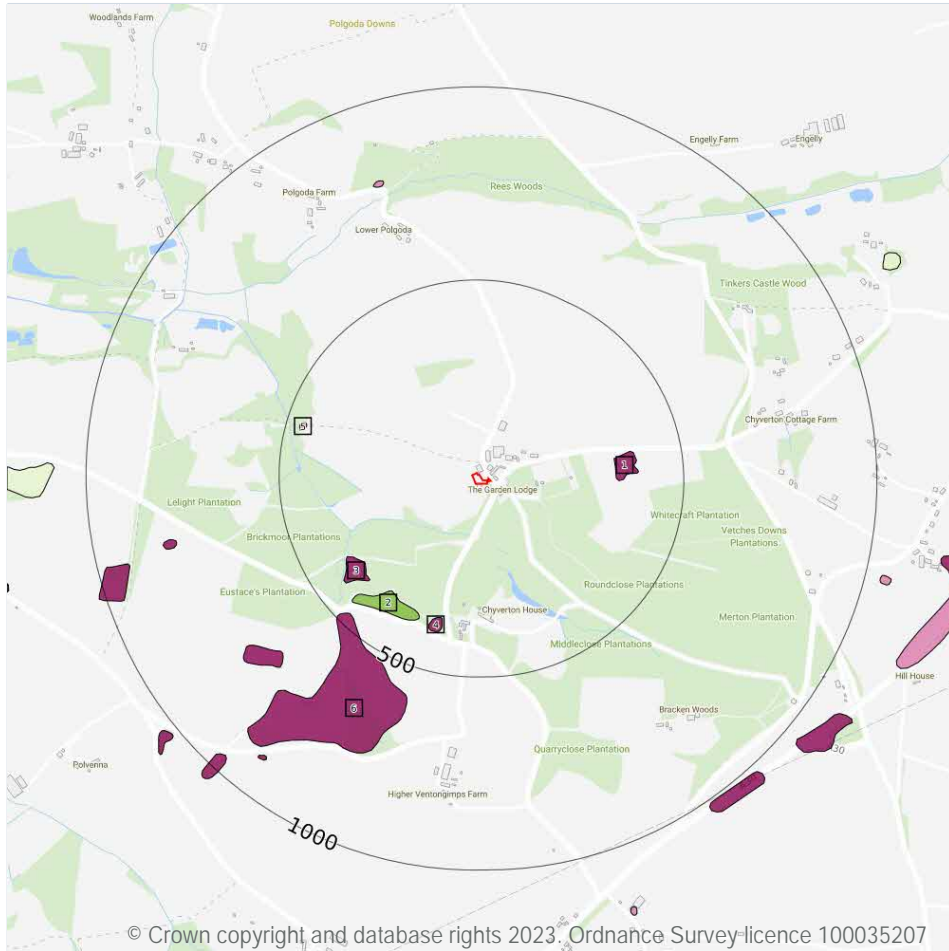 Woodlands Farm
Polgoda Downs
Engelly Farm
Engelly
Rees Woods
Polgoda Farm
Lower Polgoda
Tinkers Castle Wood
Chyverton Cottage Farm
5
1
The Garden Lodge
Lelight Plantation
Whitecraft Plantation
Vetches Downs
Plantations
Brickmoor Plantations
3
Roundclose Plantations
Eustace's Plantation
2
Chyverton House
Merton Plantation
4
Middleclose Plantations
500
Hill House
6
Bracken Woods
Quarryclose Plantation
30
Polvenna
Higher Ventongimps Farm
1000
© Crown copyright and database rights 2023. Ordnance Survey licence 100035207